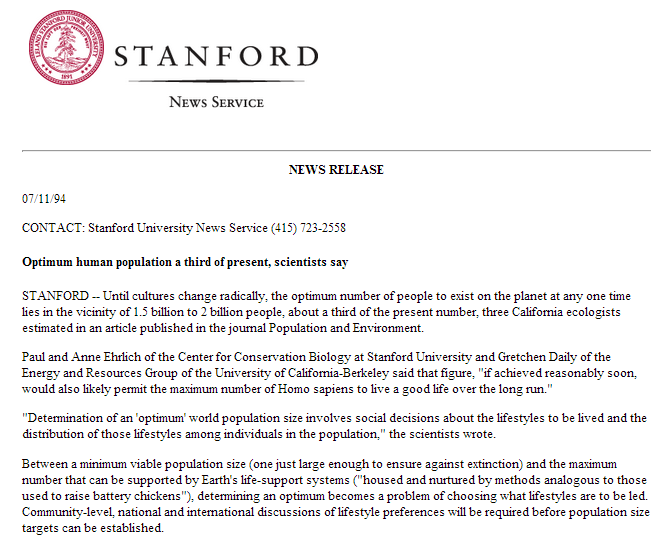 STANFORD
NEWS SERVICE
NEWS RELEASE
07/11/94
CONTACT: Stanford University News Service (415) 723-2558
Optimum human population a third of present, scientists say
STANFORD -- Until cultures change radically, the optimum number of people to exist on the planet at any one time
lies in the vicinity of 1.5 billion to 2 billion people, about a third of the present number, three California ecologists
estimated in an article published in the journal Population and Environment.
Paul and Anne Ehrlich of the Center for Conservation Biology at Stanford University and Gretchen Daily of the
Energy and Resources Group of the University of California-Berkeley said that figure, "if achieved reasonably soon,
would also likely permit the maximum number of Homo sapiens to live a good life over the long run."
"Determination of an 'optimum' world population size involves social decisions about the lifestyles to be lived and the
distribution of those lifestyles among individuals in the population," the scientists wrote.
Between a minimum viable population size (one just large enough to ensure against extinction) and the maximum
number that can be supported by Earth's life-support systems ("housed and nurtured by methods analogous to those
used to raise battery chickens"), determining an optimum becomes a problem of choosing what lifestyles are to be led.
Community-level, national and international discussions of lifestyle preferences will be required before population size
targets can be established.